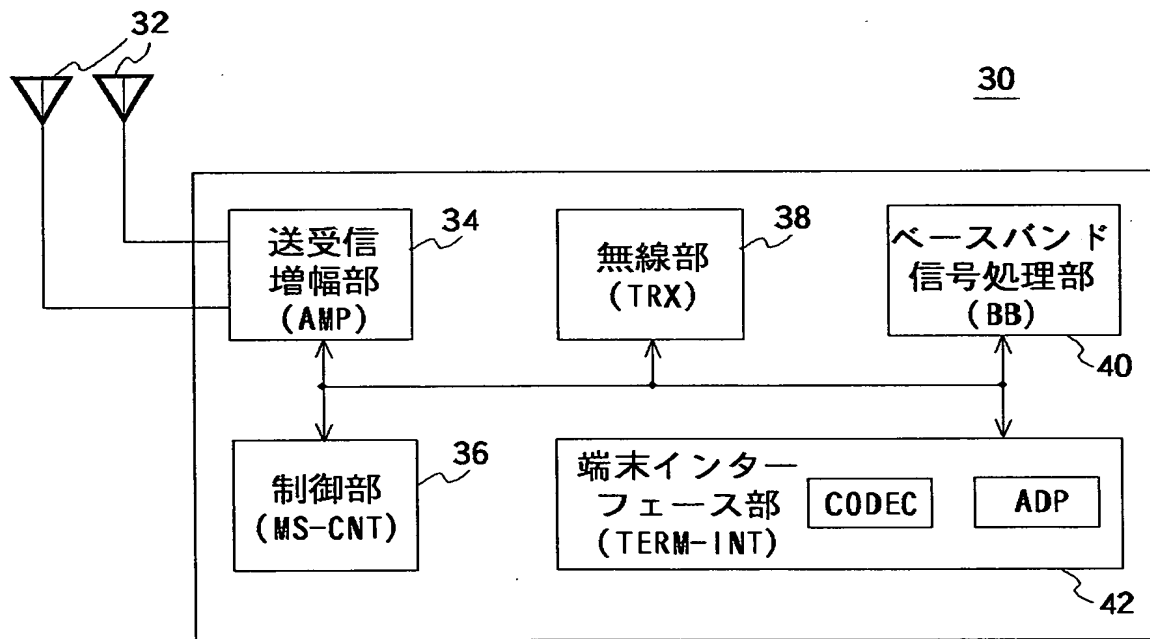 32
30
34
送受信
増幅部
(AMP)
38
無線部
(TRX)
ベースバンド
信号処理部
(BB)
40
36
制御部
(MS-CNT)
端末インター
フェース部
(TERM-INT)
CODEC
ADP
42